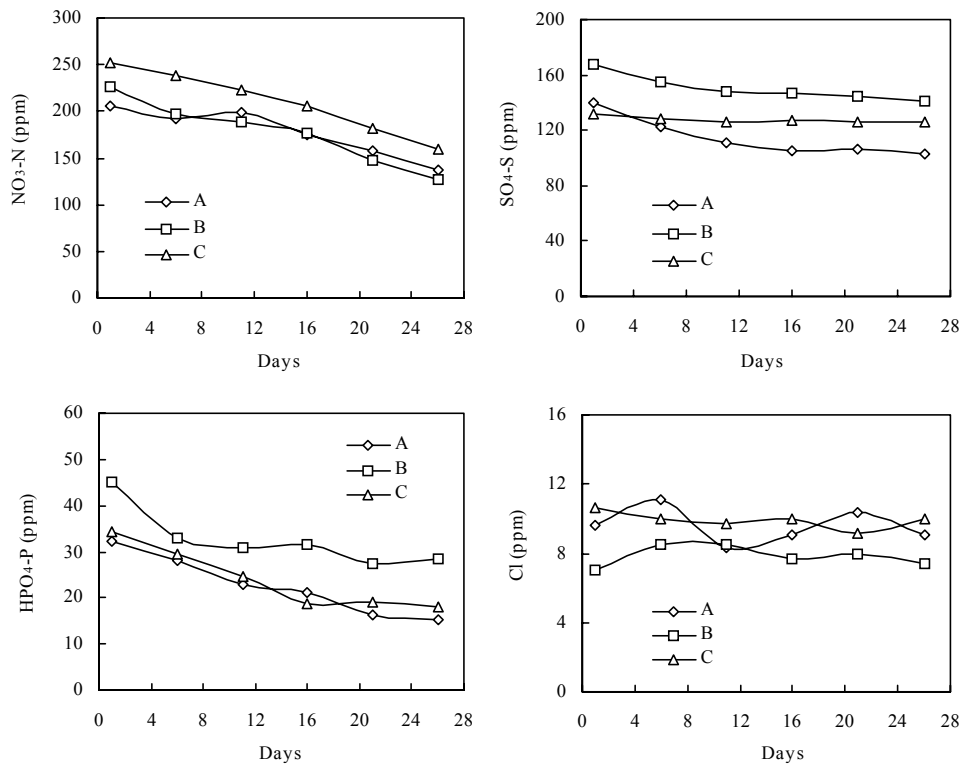 NO3-N (ppm)
300
250
200
150
100
50
0
A
B
C
0 4 8 12 16 20 24 28
Days
SO4-S (ppm)
200
160
120
80
40
0
A
B
C
0 4 8 12 16 20 24 28
Days
HPO4-P (ppm)
60
50
40
30
20
10
0
A
B
C
0 4 8 12 16 20 24 28
Days
Cl (ppm)
16
12
8
4
0
A
B
C
0 4 8 12 16 20 24 28
Days